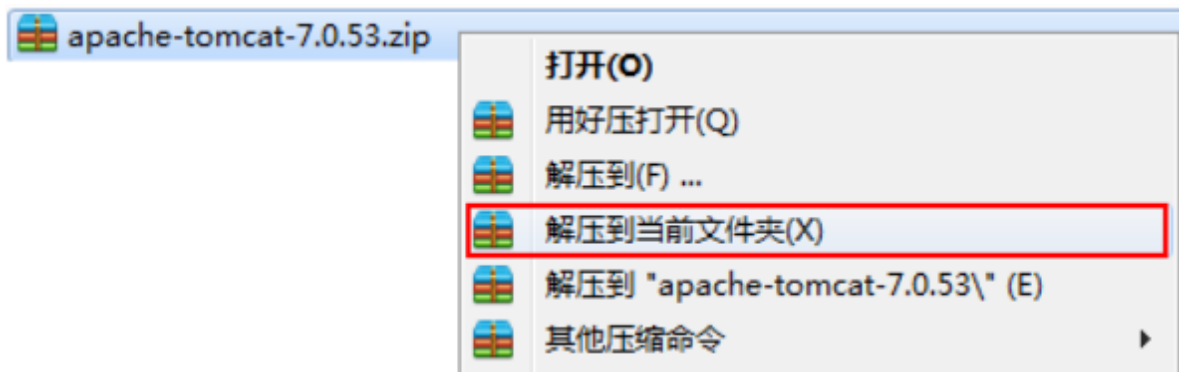 apache-tomcat-7.0.53.zip
打开(O)
用好压打开(Q)
解压到(F) ...
解压到当前文件夹(X)
解压到 "apache-tomcat-7.0.53\" (E)
其他压缩命令